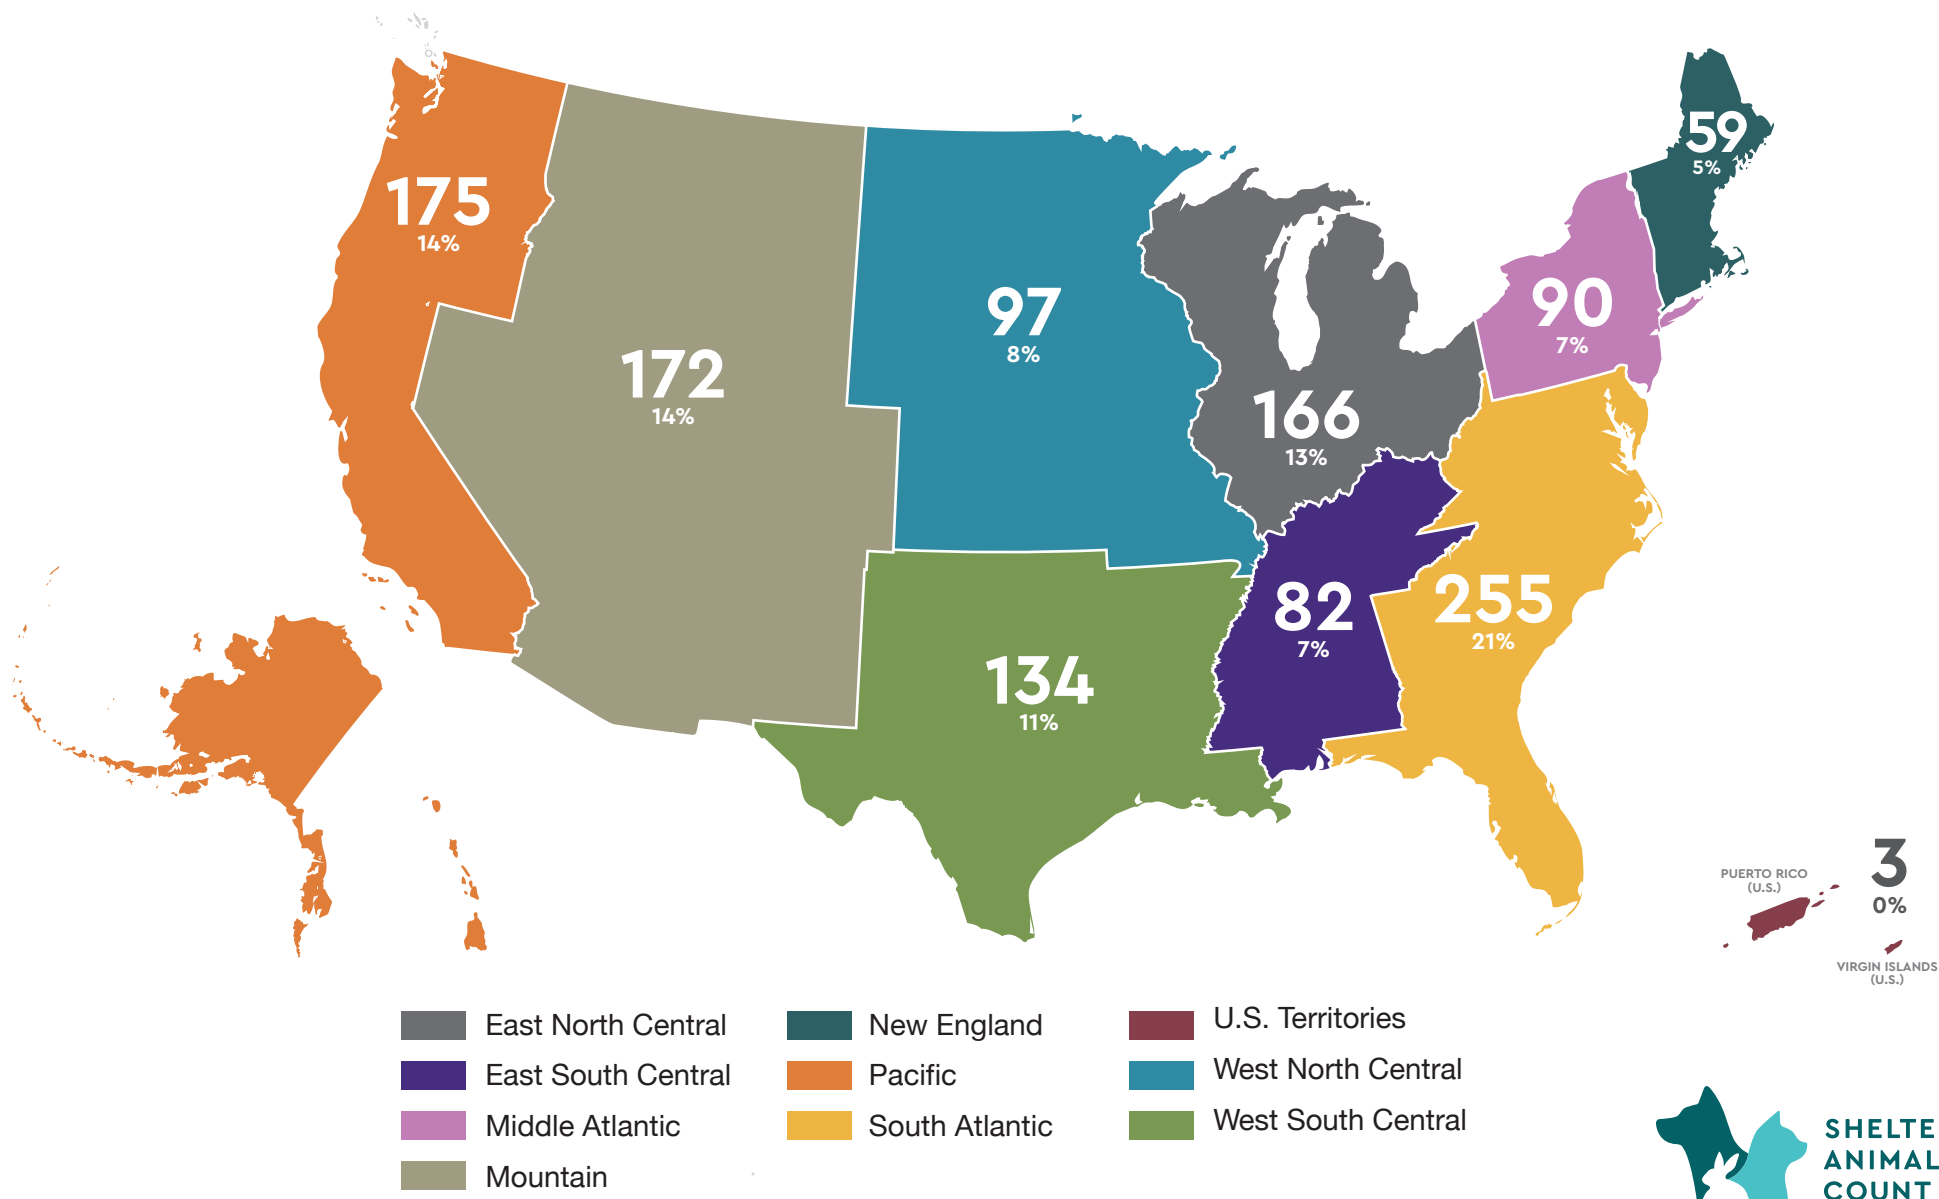 59
5%
175
14%
90
7%
97
8%
172
14%
166
13%
255
21%
82
7%
134
11%
3
0%
PUERTO RICO
(U.S.)
VIRGIN ISLANDS
(U.S.)
East North Central
East South Central
Middle Atlantic
Mountain
New England
Pacific
South Atlantic
U.S. Territories
West North Central
West South Central
SHELTE
ANIMAL
COUNT